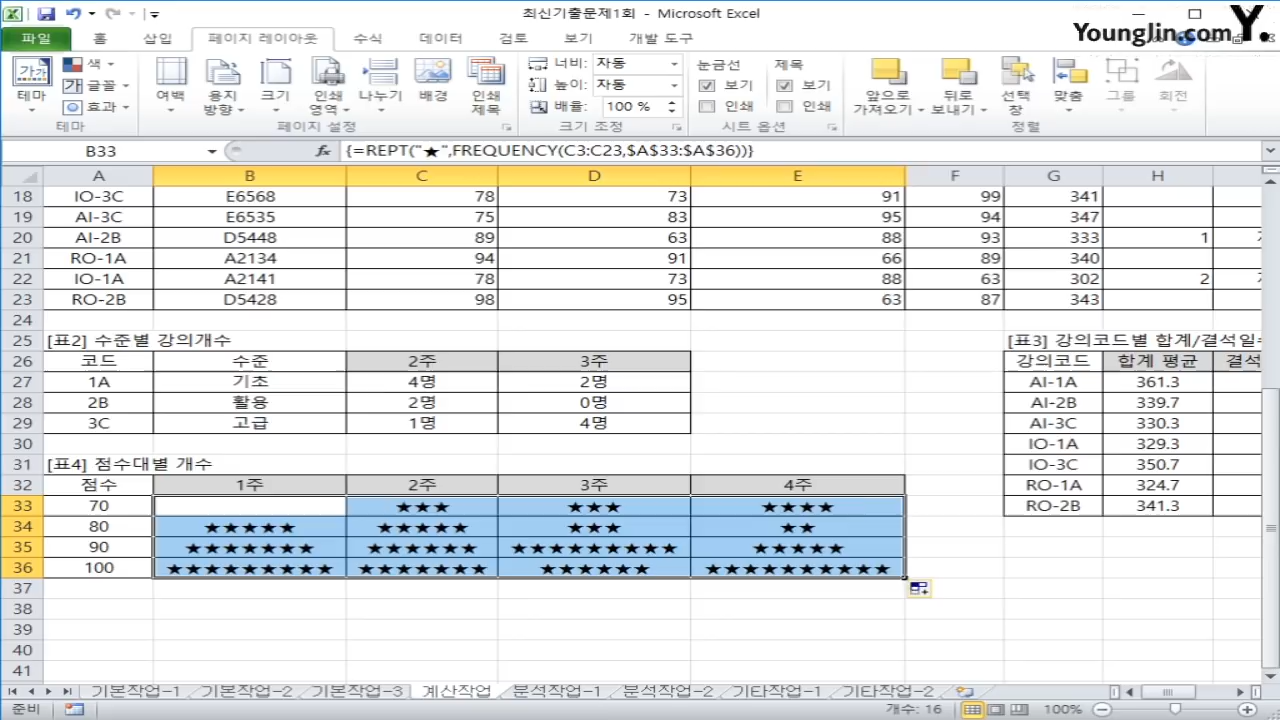 최신기출문제1회 - Microsoft Excel
Younglin.com Y.
파일 홈 삽입 페이지 레이아웃 수식 데이터 검토 보기 개발 도구
테마 색 글꼴 효과
여백 용지 방향 크기 인쇄 영역 나누기 배경 인쇄 제목
너비: 자동
높이: 자동
배율: 100 %
눈금선 제목
보기 보기
인쇄 인쇄
앞으로 가져오기 뒤로 보내기 선택 창 맞춤 그룹 회전
테마 페이지 설정 크기 조정 시트 옵션 정렬
B33 fx {=REPT("★",FREQUENCY(C3:C23,$A$33:$A$36))}
A B C D E F G H
18 IO-3C E6568 78 73 91 99 341
19 AI-3C E6535 75 83 95 94 347
20 AI-2B D5448 89 63 88 93 333 1
21 RO-1A A2134 94 91 66 89 340
22 IO-1A A2141 78 73 88 63 302 2
23 RO-2B D5428 98 95 63 87 343
24
25 [표2] 수준별 강의개수 [표3] 강의코드별 합계/결석일
26 코드 수준 2주 3주 강의코드 합계 평균 결석
27 1A 기초 4명 2명 AI-1A 361.3
28 2B 활용 2명 0명 AI-2B 339.7
29 3C 고급 1명 4명 AI-3C 330.3
30 IO-1A 329.3
31 [표4] 점수대별 개수 IO-3C 350.7
32 점수 1주 2주 3주 4주 RO-1A 324.7
33 70 ★★★ ★★★ ★★★★ RO-2B 341.3
34 80 ★★★★★ ★★★★★ ★★★ ★★
35 90 ★★★★★★★ ★★★★★★ ★★★★★★★★★ ★★★★★
36 100 ★★★★★★★★★ ★★★★★★★ ★★★★★★ ★★★★★★★★★★
37
38
39
40
41
기본작업-1 기본작업-2 기본작업-3 계산작업 분석작업-1 분석작업-2 기타작업-1 기타작업-2
준비 개수: 16 100%